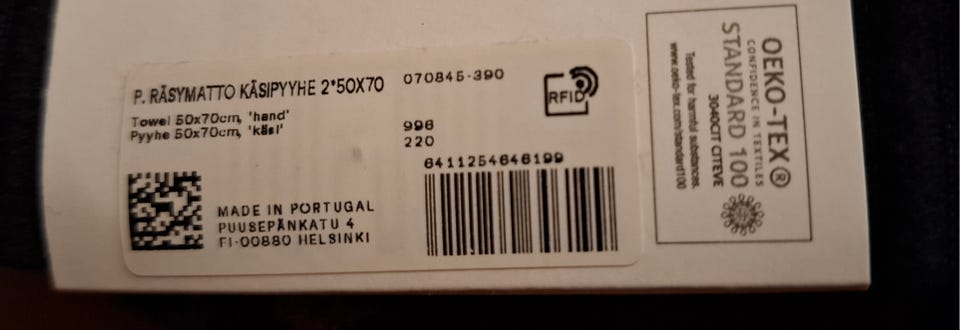 P. RÄSYMATTO KÄSIPYYHE 2*50X70
070845-390
RFID
Towel 50x70cm, 'hand'
Pyyhe 50x70cm, 'käsi'
996
220
6411254646199
MADE IN PORTUGAL
PUUSEPÄNKATU 4
FI-00880 HELSINKI
OEKO-TEX®
CONFIDENCE IN TEXTILES
STANDARD 100
3040CIT CITEVE
Tested for harmful substances.
www.oeko-tex.com/standard100